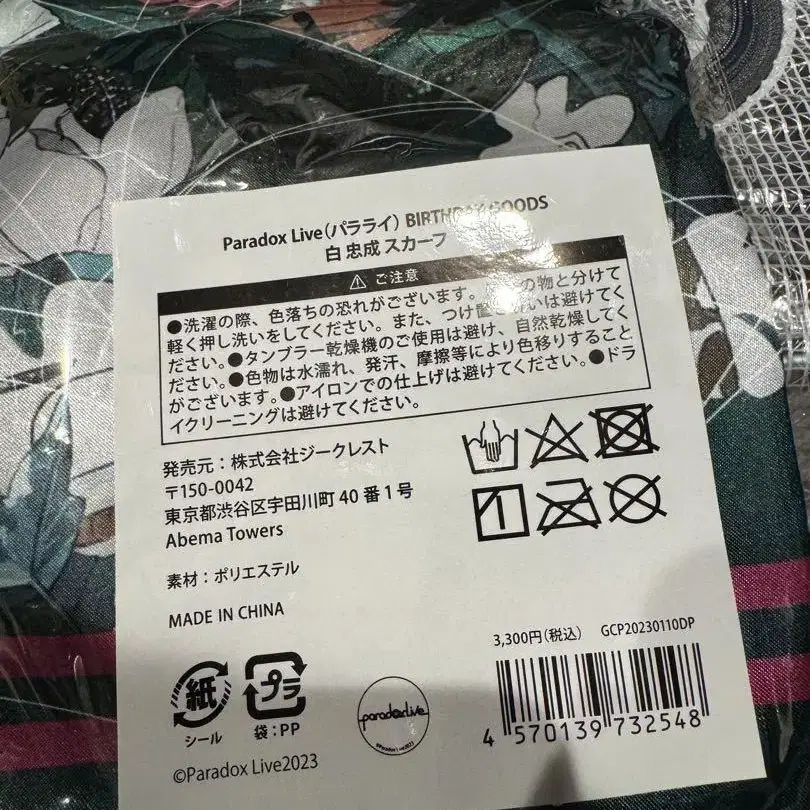 Paradox Live(パラライ) BIRTHDAY GOODS
白 忠成 スカーフ
ご注意
●洗濯の際、色落ちの恐れがございます。 の物と分けて
軽く押し洗いをしてください。また、つけ置き洗いは避けてく
ださい。●タンブラー乾燥機のご使用は避け、自然乾燥してく
ださい。●色物は水濡れ、発汗、摩擦等により色移りすること
がございます。●アイロンでの仕上げは避けてください。●ドラ
イクリーニングは避けてください。
発売元:株式会社ジークレスト
〒150-0042
東京都渋谷区宇田川町 40 番 1 号
Abema Towers
素材:ポリエステル
MADE IN CHINA
3,300円(税込) GCP20230110DP
紙
シール
プラ
袋:PP
paradoxlive
©Paradox Live2023
4 570139 732548
©Paradox Live2023